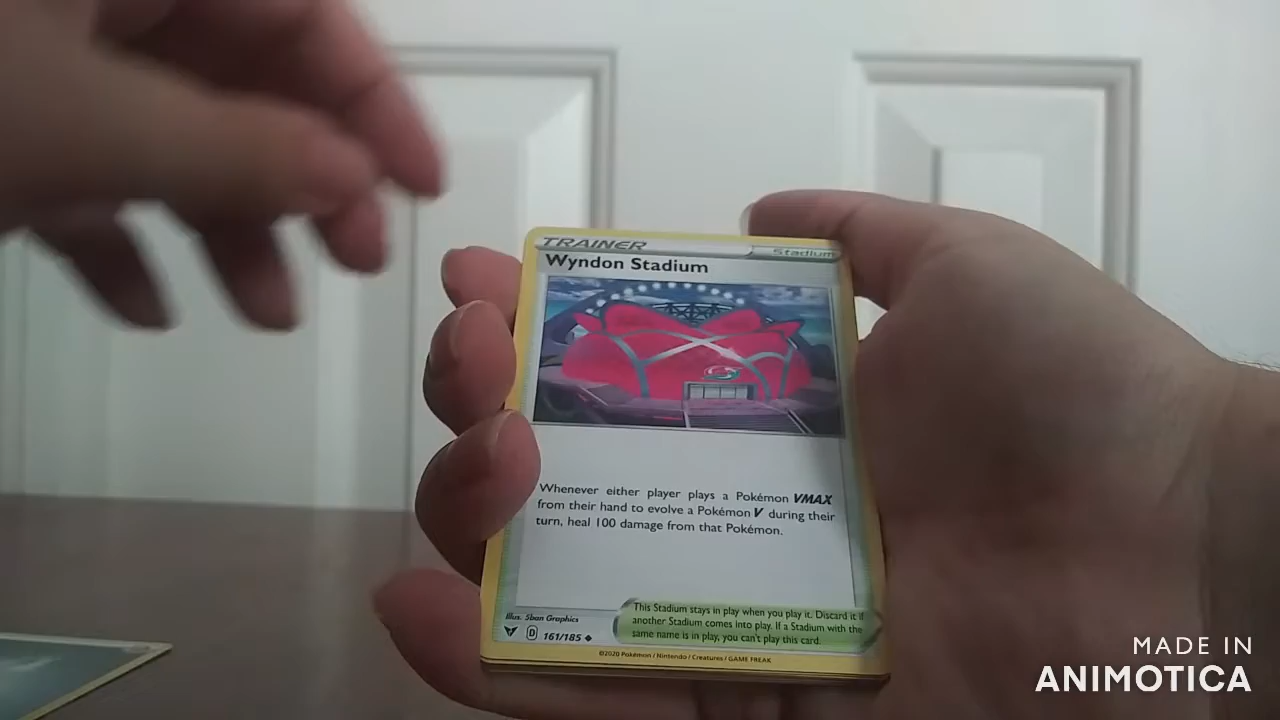 TRAINER
Stadium
Wyndon Stadium
Whenever either player plays a Pokémon VMAX
from their hand to evolve a Pokémon V during their
turn, heal 100 damage from that Pokémon.
This Stadium stays in play when you play it. Discard it if
another Stadium comes into play. If a Stadium with the
same name is in play, you can't play this card.
Illus. 5ban Graphics
D 161/185
©2020 Pokémon / Nintendo / Creatures / GAME FREAK
MADE IN
ANIMOTICA